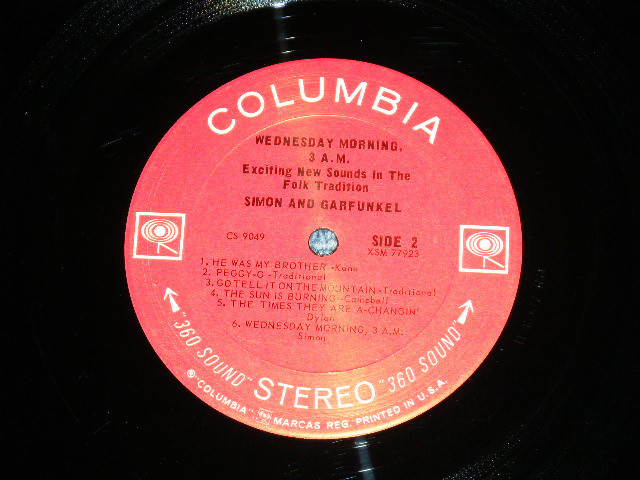 COLUMBIA
WEDNESDAY MORNING,
3 A.M.
Exciting New Sounds In The
Folk Tradition
SIMON AND GARFUNKEL
CS 9049
SIDE 2
XSM 77923
1. HE WAS MY BROTHER -Kane
2. PEGGY-O -Traditional
3. GO TELL IT ON THE MOUNTAIN -Traditional
4. THE SUN IS BURNING -Campbell
5. THE TIMES THEY ARE A-CHANGIN'
Dylan
6. WEDNESDAY MORNING, 3 A.M. -
Simon
"360 SOUND" STEREO "360 SOUND"
® "COLUMBIA" MARCAS REG. PRINTED IN U.S.A.